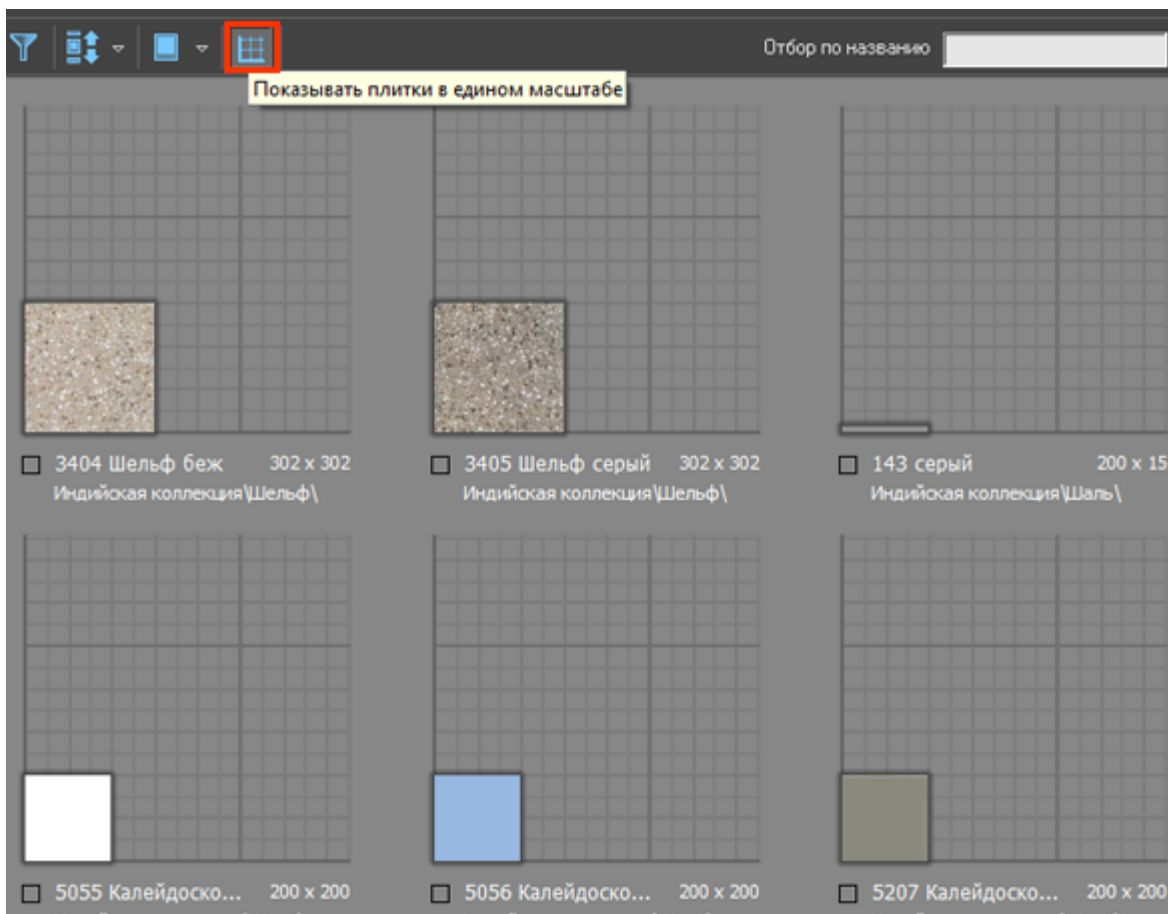 Отбор по названию
Показывать плитки в едином масштабе
3404 Шельф беж 302 x 302
Индийская коллекция\Шельф\
3405 Шельф серый 302 x 302
Индийская коллекция\Шельф\
143 серый 200 x 15
Индийская коллекция\Шаль\
5055 Калейдоско... 200 x 200
5056 Калейдоско... 200 x 200
5207 Калейдоско... 200 x 200